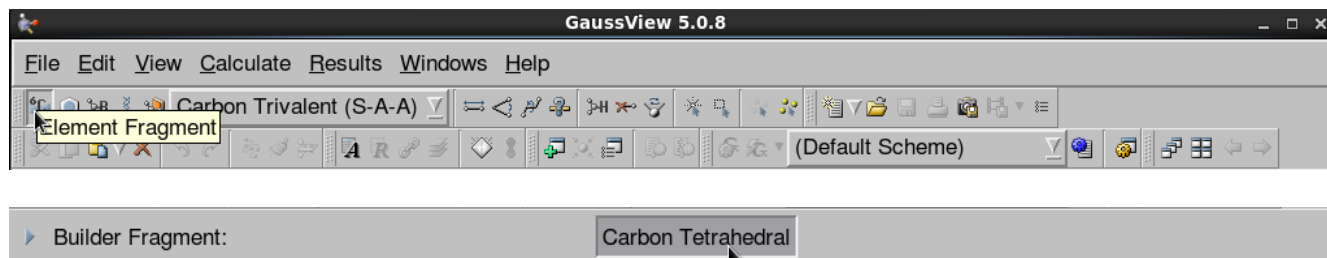 GaussView 5.0.8
File Edit View Calculate Results Windows Help
Carbon Trivalent (S-A-A)
Element Fragment
(Default Scheme)
Builder Fragment: Carbon Tetrahedral